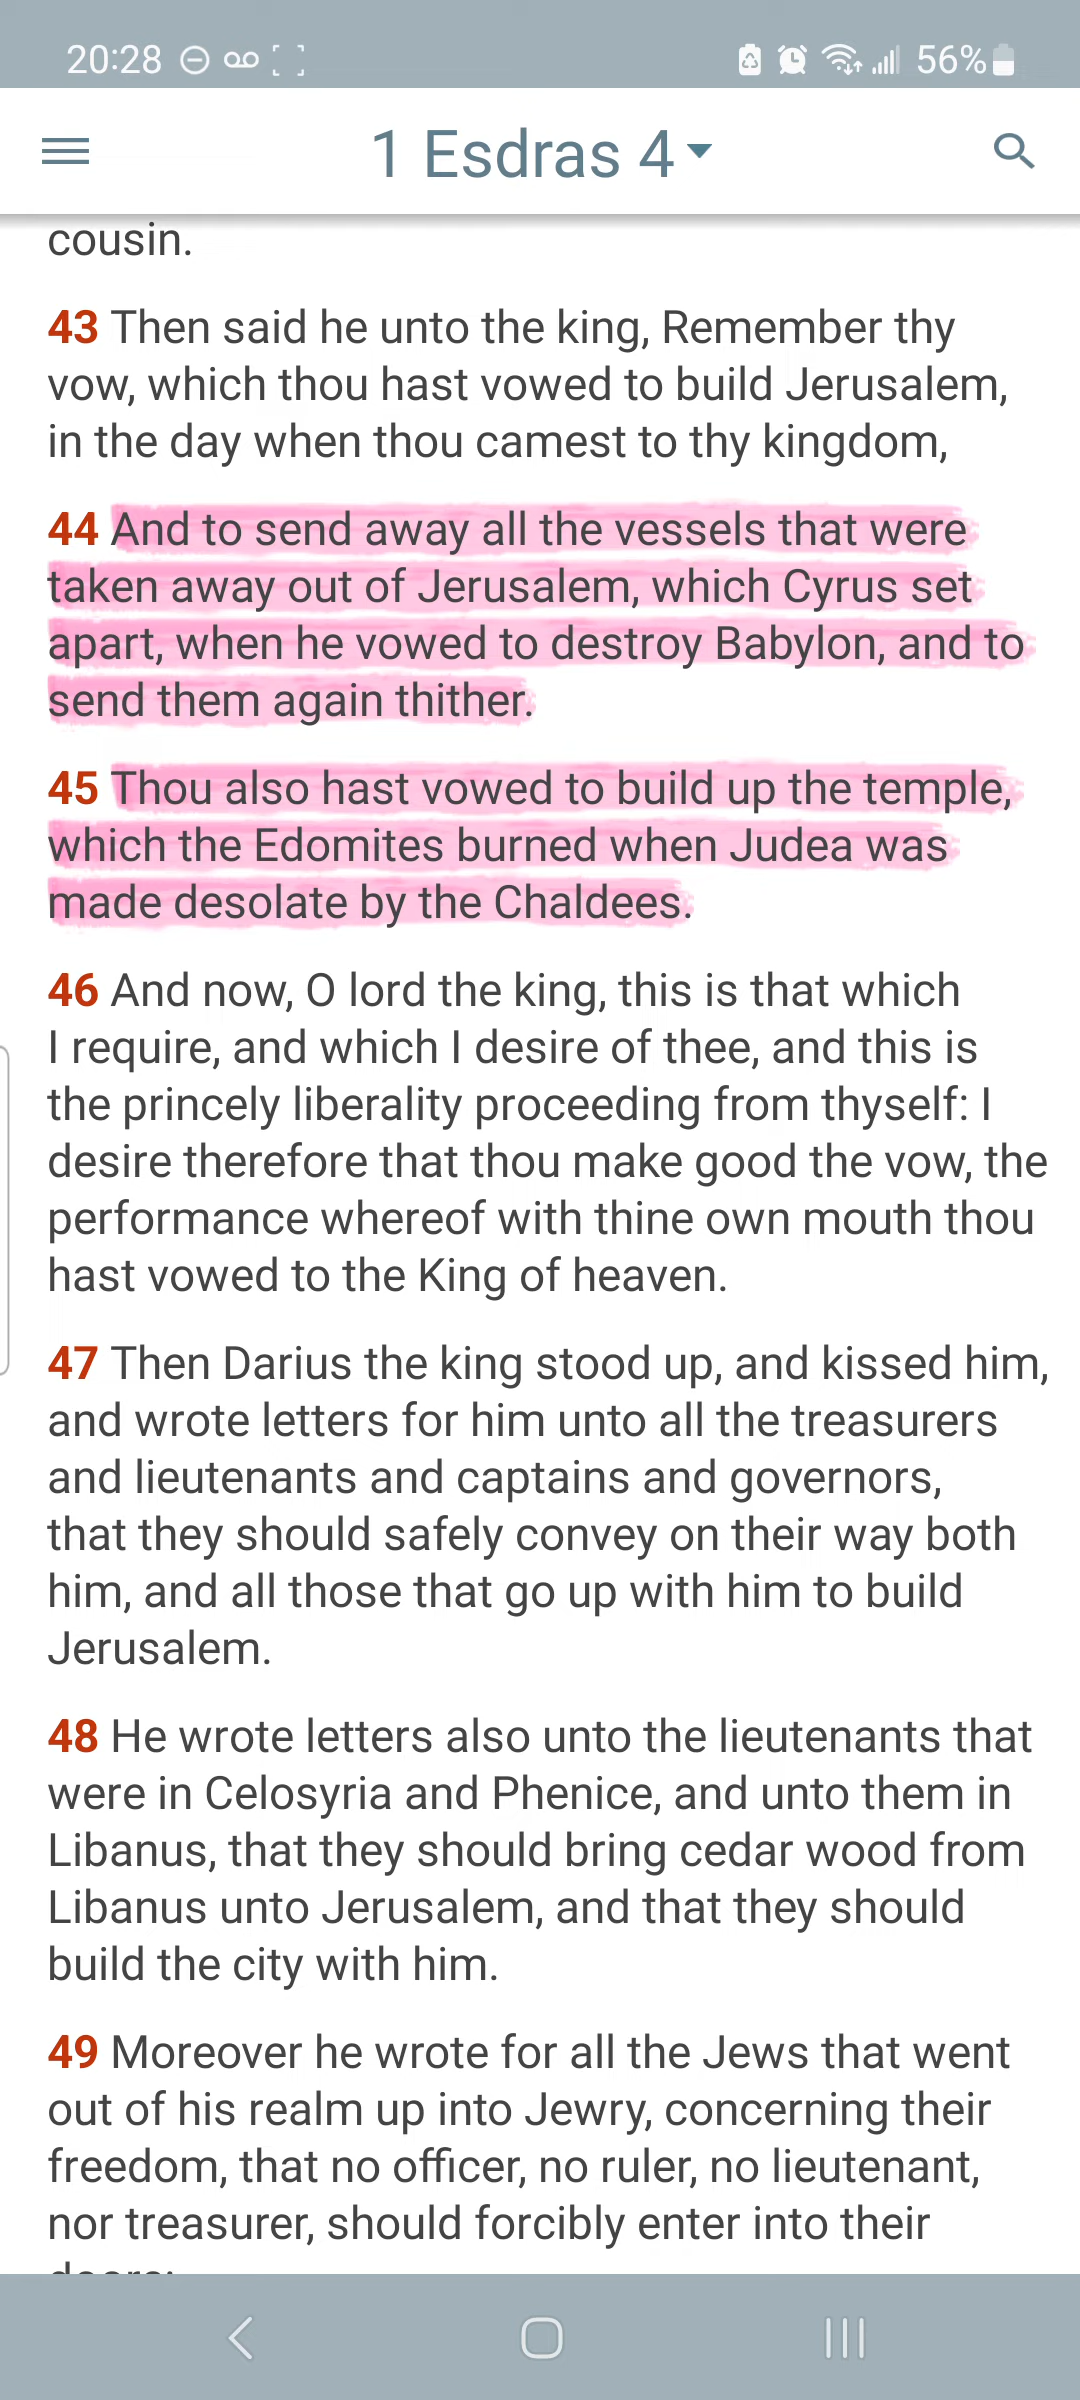 20:28
56%
1 Esdras 4
cousin.
43 Then said he unto the king, Remember thy
vow, which thou hast vowed to build Jerusalem,
in the day when thou camest to thy kingdom,
44 And to send away all the vessels that were
taken away out of Jerusalem, which Cyrus set
apart, when he vowed to destroy Babylon, and to
send them again thither.
45 Thou also hast vowed to build up the temple,
which the Edomites burned when Judea was
made desolate by the Chaldees.
46 And now, O lord the king, this is that which
I require, and which I desire of thee, and this is
the princely liberality proceeding from thyself: I
desire therefore that thou make good the vow, the
performance whereof with thine own mouth thou
hast vowed to the King of heaven.
47 Then Darius the king stood up, and kissed him,
and wrote letters for him unto all the treasurers
and lieutenants and captains and governors,
that they should safely convey on their way both
him, and all those that go up with him to build
Jerusalem.
48 He wrote letters also unto the lieutenants that
were in Celosyria and Phenice, and unto them in
Libanus, that they should bring cedar wood from
Libanus unto Jerusalem, and that they should
build the city with him.
49 Moreover he wrote for all the Jews that went
out of his realm up into Jewry, concerning their
freedom, that no officer, no ruler, no lieutenant,
nor treasurer, should forcibly enter into their